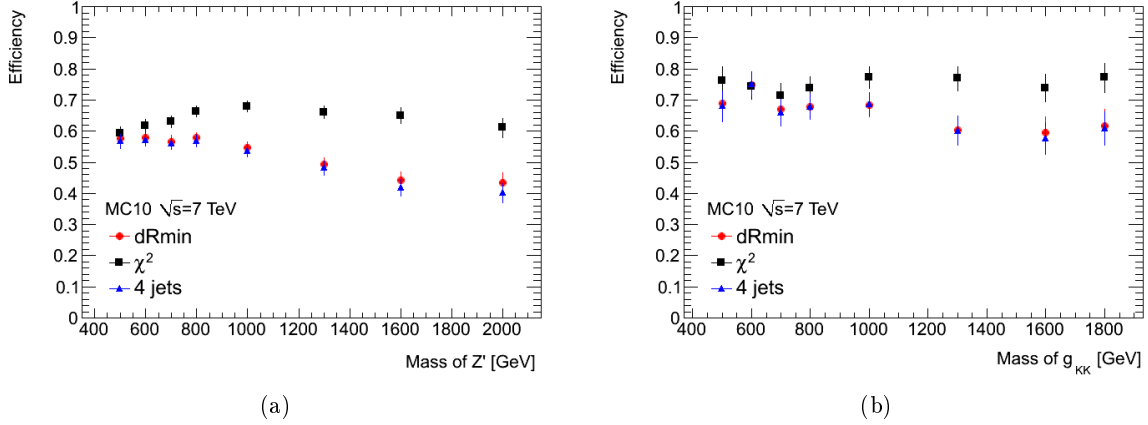 Efficiency
1
0.9
0.8
0.7
0.6
0.5
0.4
0.3
0.2
0.1
0
MC10 √s=7 TeV
dRmin
χ²
4 jets
400 600 800 1000 1200 1400 1600 1800 2000
Mass of Z' [GeV]
(a)
Efficiency
1
0.9
0.8
0.7
0.6
0.5
0.4
0.3
0.2
0.1
0
MC10 √s=7 TeV
dRmin
χ²
4 jets
400 600 800 1000 1200 1400 1600 1800
Mass of g_KK [GeV]
(b)